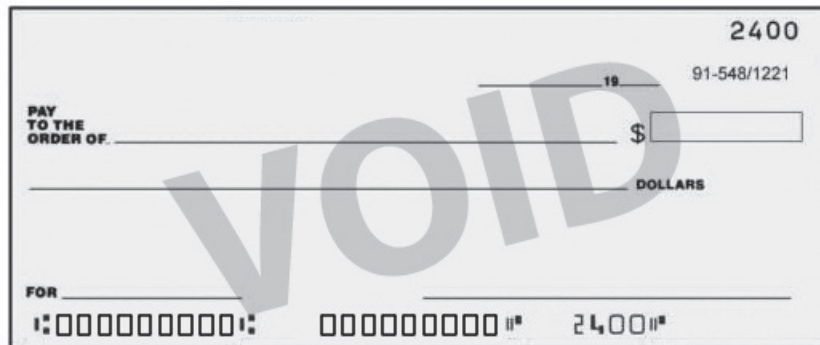 2400
19 91-548/1221
PAY
TO THE
ORDER OF $
DOLLARS
VOID
FOR
⑆000000000⑆ 000000000⑈ 2400⑈